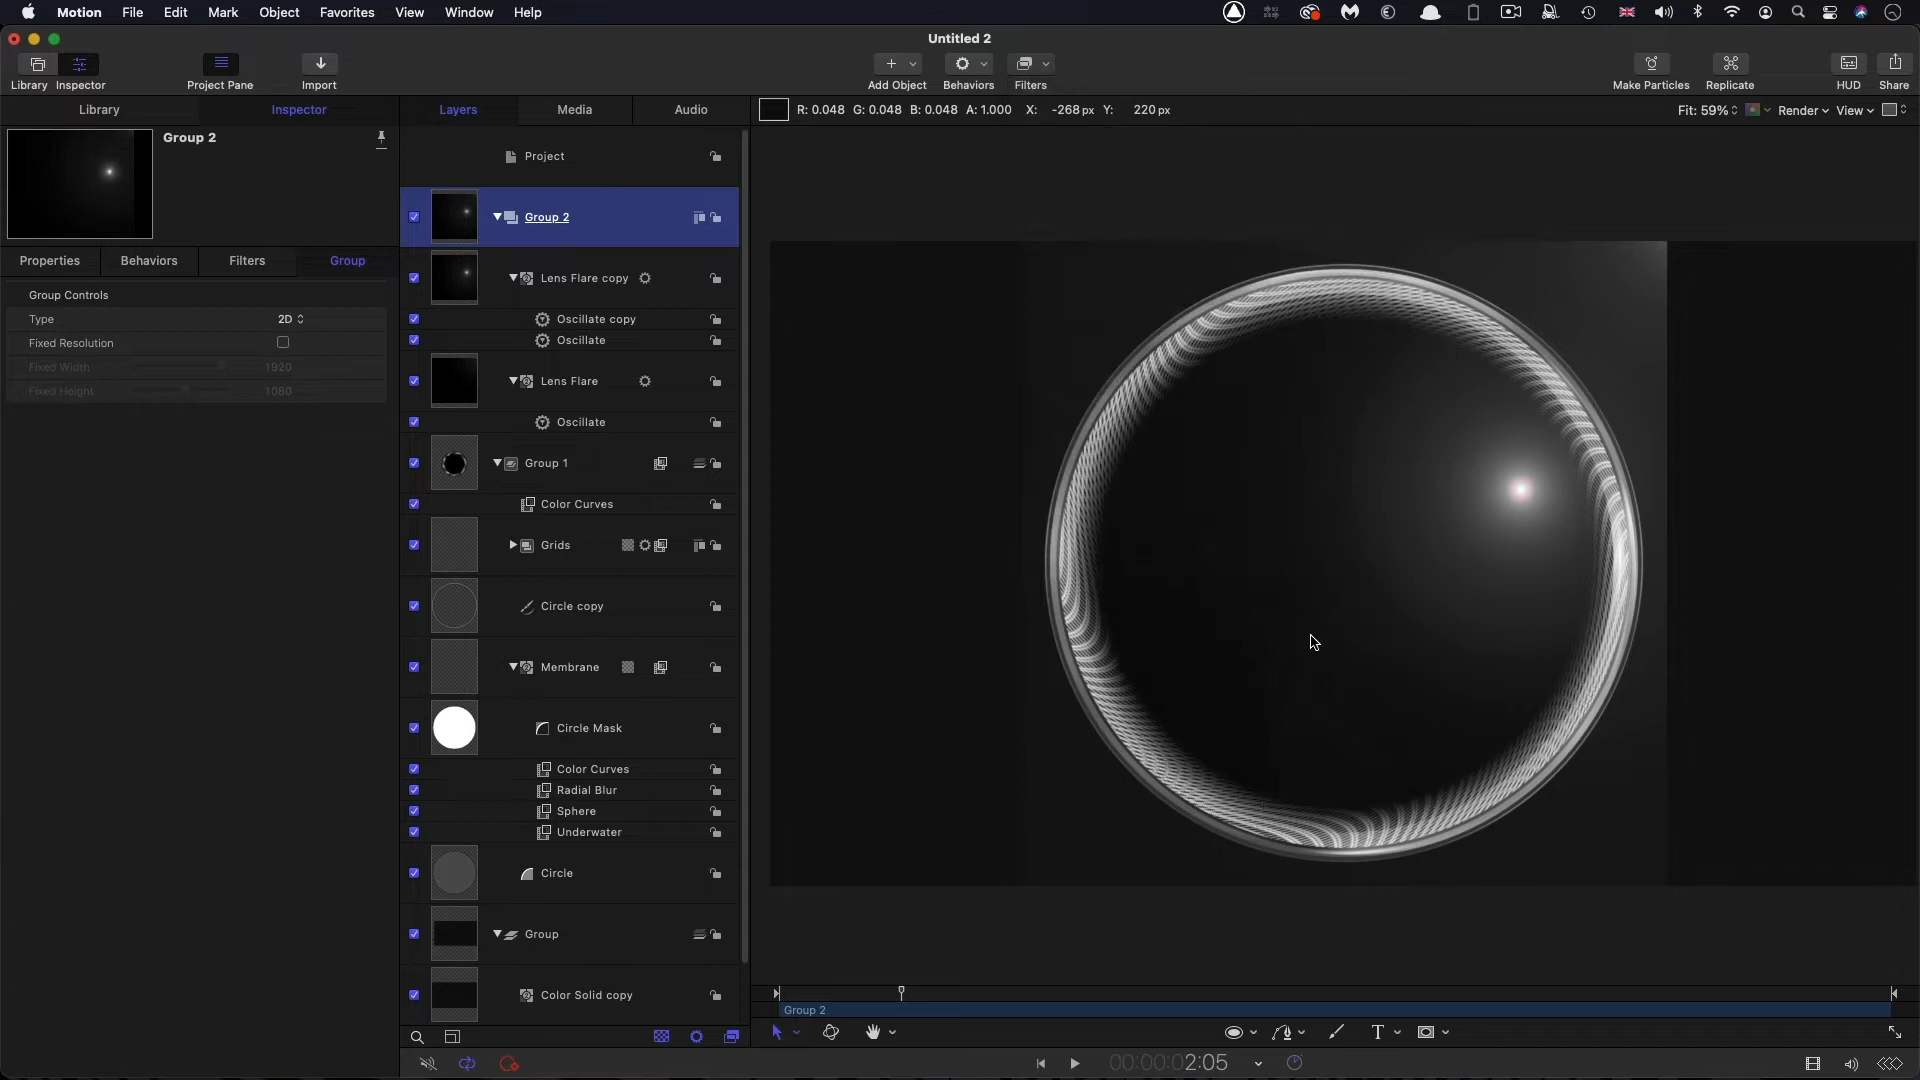 Motion File Edit Mark Object Favorites View Window Help
Untitled 2
Library Inspector Project Pane Import Add Object Behaviors Filters Make Particles Replicate HUD Share
Library Inspector Layers Media Audio R: 0.048 G: 0.048 B: 0.048 A: 1.000 X: -268 px Y: 220 px Fit: 59% Render View
Group 2
Project
Group 2
Properties Behaviors Filters Group
Group Controls
Type 2D
Fixed Resolution
Fixed Width 1920
Fixed Height 1080
Lens Flare copy
Oscillate copy
Oscillate
Lens Flare
Oscillate
Group 1
Color Curves
Grids
Circle copy
Membrane
Circle Mask
Color Curves
Radial Blur
Sphere
Underwater
Circle
Group
Color Solid copy
Group 2
T
00:00:02:05